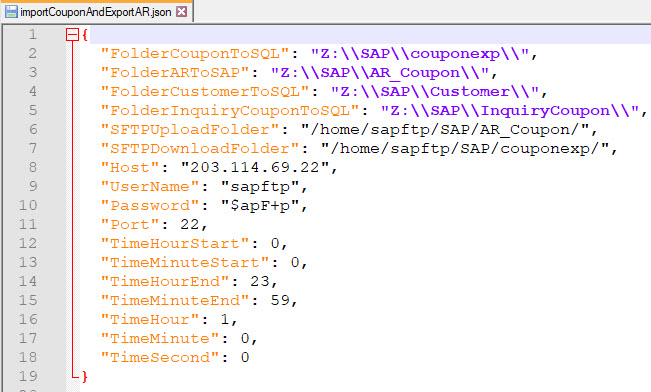 importCouponAndExportAR.json
1 {
2 "FolderCouponToSQL": "Z:\\SAP\\couponexp\\",
3 "FolderARToSAP": "Z:\\SAP\\AR_Coupon\\",
4 "FolderCustomerToSQL": "Z:\\SAP\\Customer\\",
5 "FolderInquiryCouponToSQL": "Z:\\SAP\\InquiryCoupon\\",
6 "SFTPUploadFolder": "/home/sapftp/SAP/AR_Coupon/",
7 "SFTPDownloadFolder": "/home/sapftp/SAP/couponexp/",
8 "Host": "203.114.69.22",
9 "UserName": "sapftp",
10 "Password": "$apF+p",
11 "Port": 22,
12 "TimeHourStart": 0,
13 "TimeMinuteStart": 0,
14 "TimeHourEnd": 23,
15 "TimeMinuteEnd": 59,
16 "TimeHour": 1,
17 "TimeMinute": 0,
18 "TimeSecond": 0
19 }